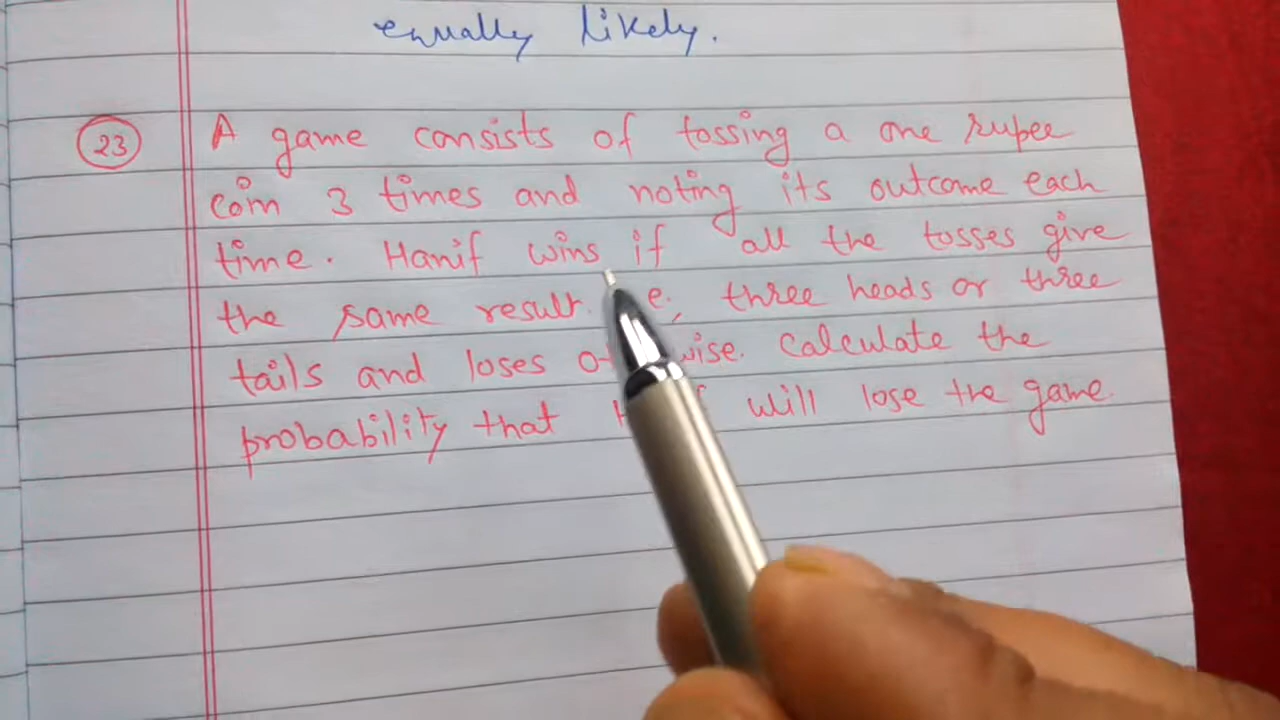 equally likely.
23 A game consists of tossing a one rupee
coin 3 times and noting its outcome each
time. Hanif wins if all the tosses give
the same result. e, three heads or three
tails and loses wise. Calculate the
probability that will lose the game.